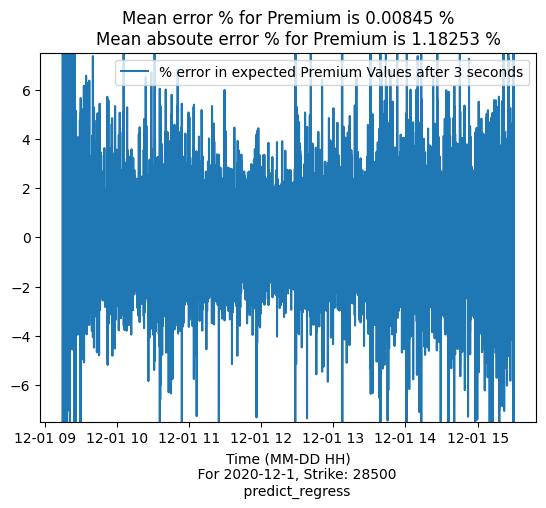 Mean error % for Premium is 0.00845 %
Mean absoute error % for Premium is 1.18253 %
% error in expected Premium Values after 3 seconds
6
4
2
0
−2
−4
−6
12-01 09 12-01 10 12-01 11 12-01 12 12-01 13 12-01 14 12-01 15
Time (MM-DD HH)
For 2020-12-1, Strike: 28500
predict_regress